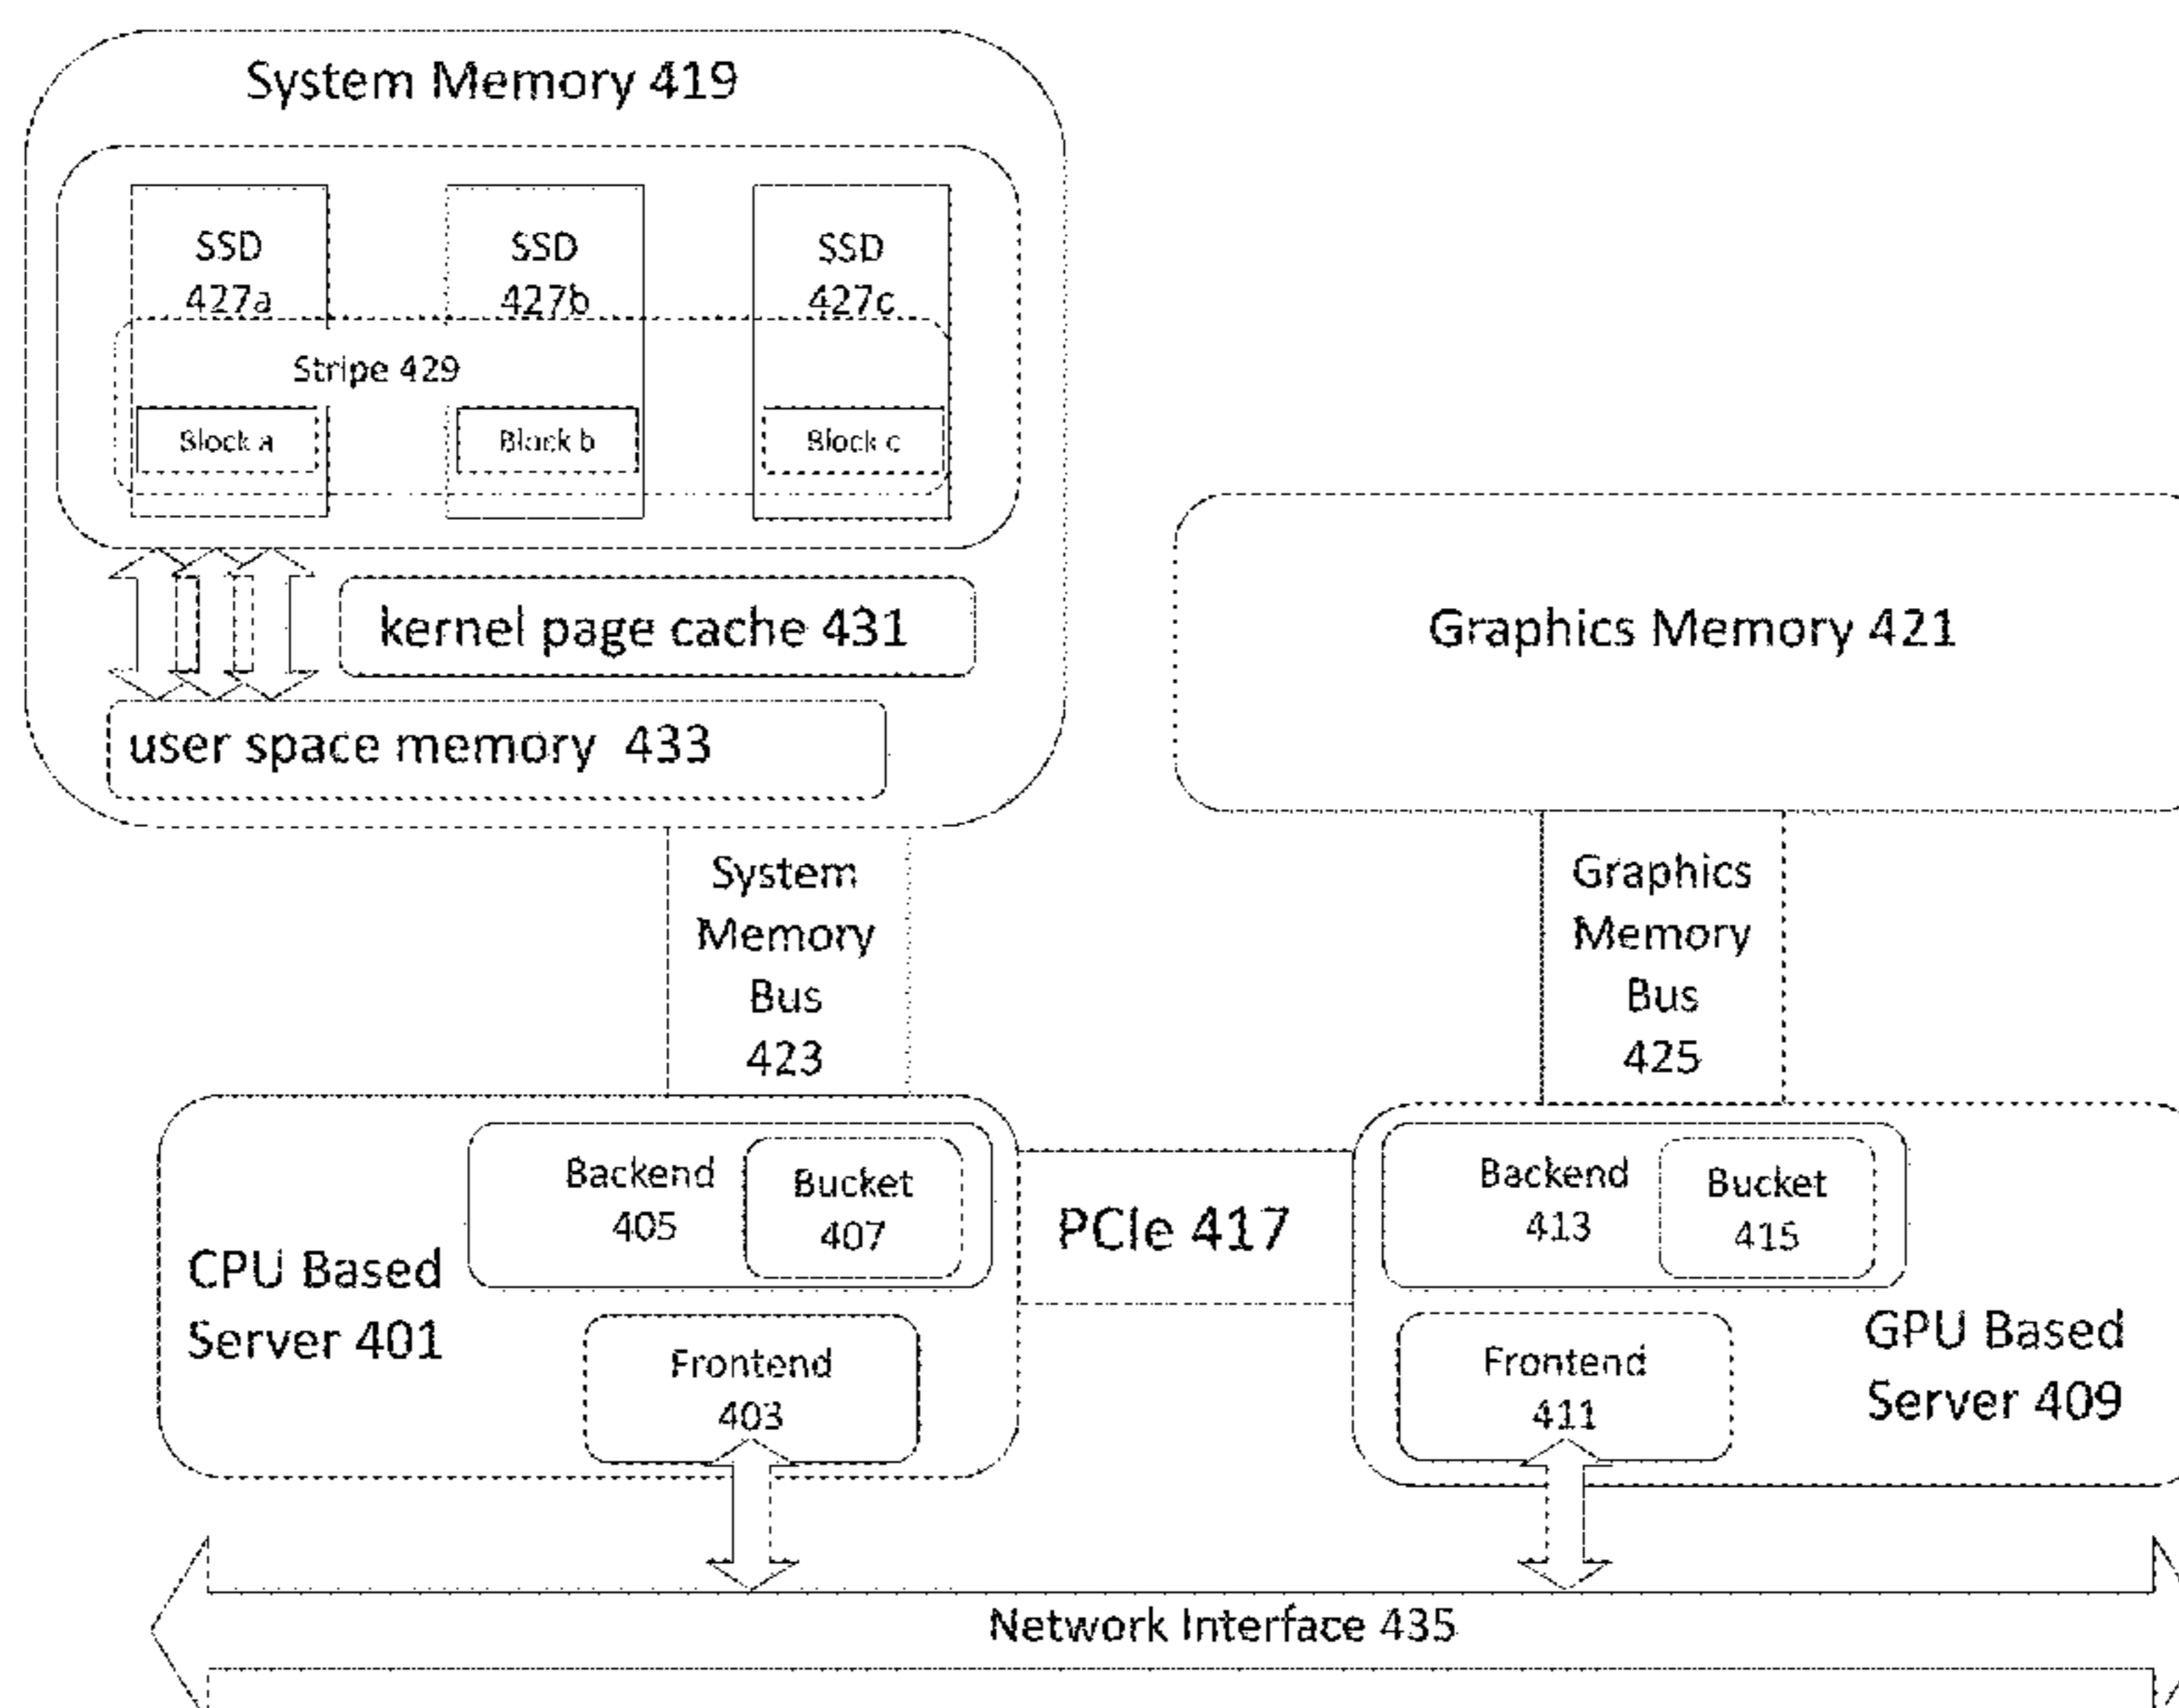 System Memory 419
SSD
427a
SSD
427b
SSD
427c
Stripe 429
Block a
Block b
Block c
kernel page cache 431
user space memory 433
Graphics Memory 421
System
Memory
Bus
423
Graphics
Memory
Bus
425
CPU Based
Server 401
Backend
405
Bucket
407
Frontend
403
PCIe 417
Backend
413
Bucket
415
Frontend
411
GPU Based
Server 409
Network Interface 435